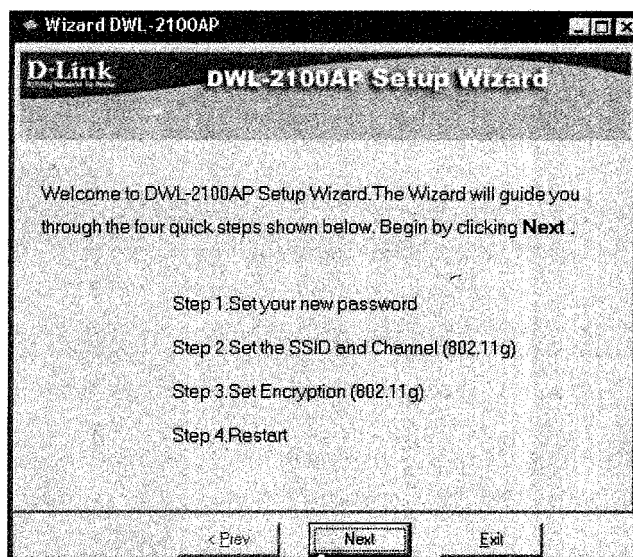 Wizard DWL-2100AP
D-Link
DWL-2100AP Setup Wizard
Welcome to DWL-2100AP Setup Wizard.The Wizard will guide you
through the four quick steps shown below. Begin by clicking Next .
Step 1.Set your new password
Step 2.Set the SSID and Channel (802.11g)
Step 3.Set Encryption (802.11g)
Step 4.Restart
< Prev
Next
Exit